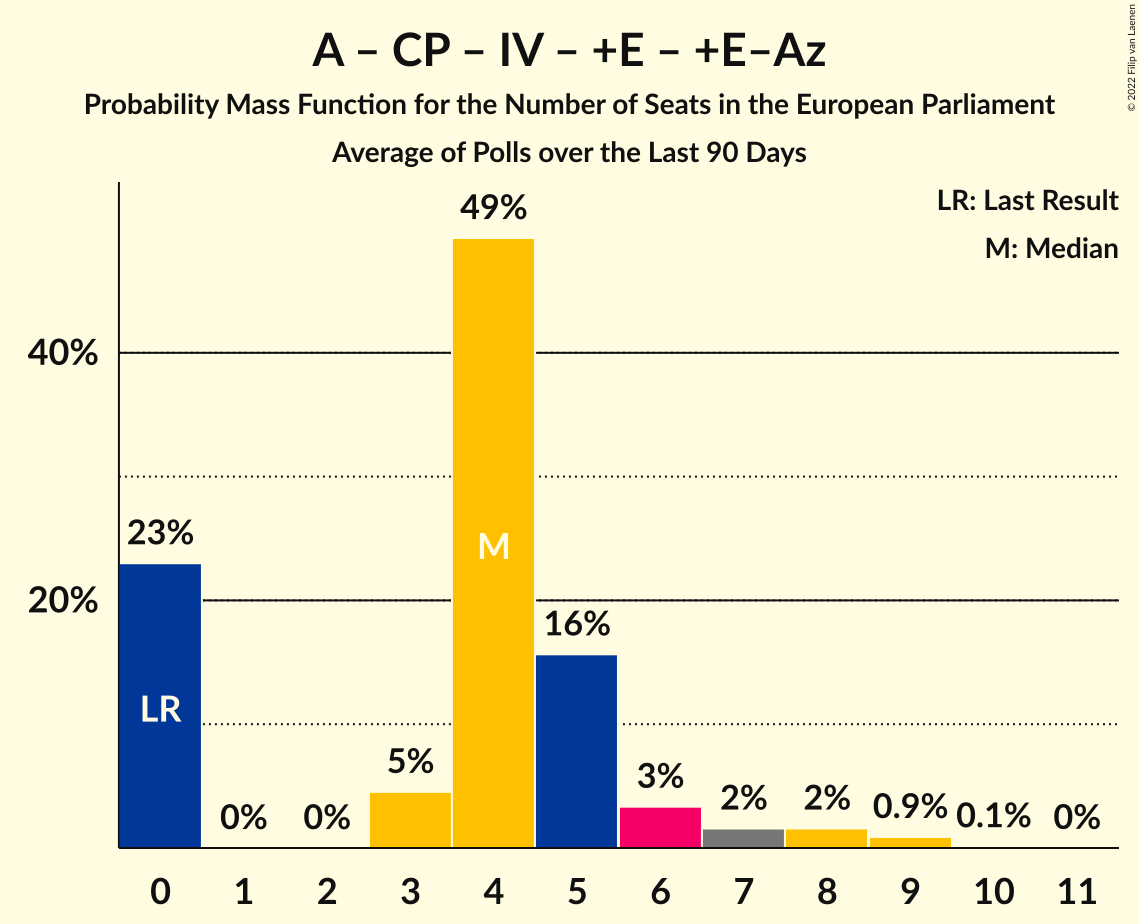 A – CP – IV – +E – +E–Az
Probability Mass Function for the Number of Seats in the European Parliament
Average of Polls over the Last 90 Days
© 2022 Filip van Laenen
LR: Last Result
M: Median
49%
40%
23%
M
20%
16%
LR
5%
3%
2%
2%
0.9%
0.1%
0%
0%
0%
0 1 2 3 4 5 6 7 8 9 10 11